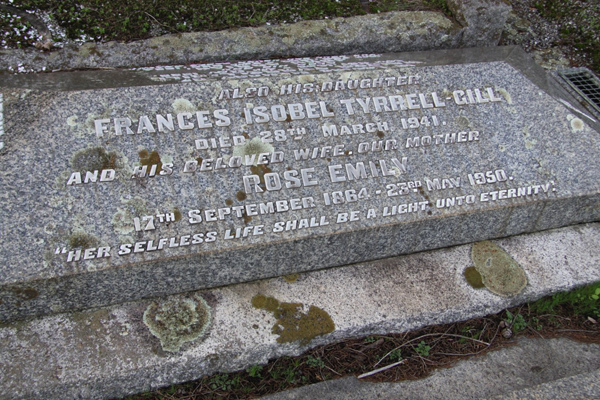 ALSO HIS DAUGHTER
FRANCES ISOBEL TYRRELL-GILL
DIED 28TH MARCH 1941.
AND HIS BELOVED WIFE, OUR MOTHER
ROSE EMILY
17TH SEPTEMBER 1864 - 23RD MAY 1950.
"HER SELFLESS LIFE SHALL BE A LIGHT UNTO ETERNITY."